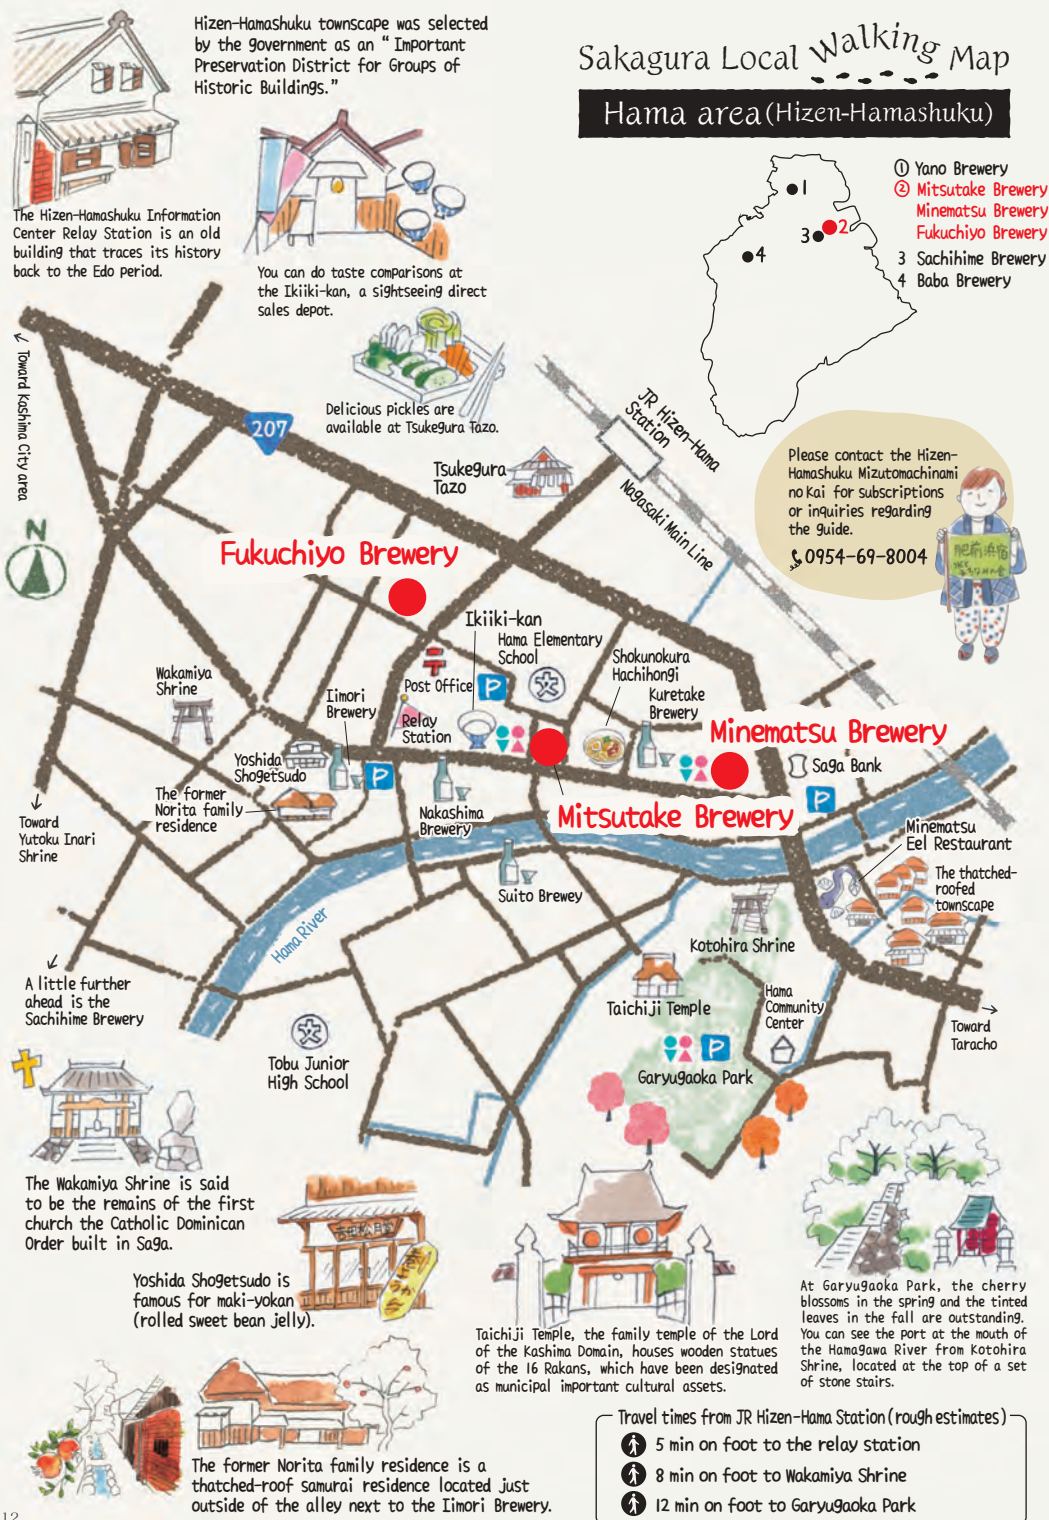 Hizen-Hamashuku townscape was selected
by the government as an “ Important
Preservation District for Groups of
Historic Buildings.”
Sakagura Local Walking Map
Hama area (Hizen-Hamashuku)
① Yano Brewery
② Mitsutake Brewery
Minematsu Brewery
Fukuchiyo Brewery
3 Sachihime Brewery
4 Baba Brewery
1
2
3
4
The Hizen-Hamashuku Information
Center Relay Station is an old
building that traces its history
back to the Edo period.
You can do taste comparisons at
the Ikiiki-kan, a sightseeing direct
sales depot.
Delicious pickles are
available at Tsukegura Tazo.
← Toward Kashima City area
207
JR Hizen-Hama
Station
Nagasaki Main Line
Please contact the Hizen-
Hamashuku Mizutomachinami
no Kai for subscriptions
or inquiries regarding
the guide.
0954-69-8004
肥前浜宿
N
Tsukegura
Tazo
Fukuchiyo Brewery
Ikiiki-kan
Hama Elementary
School
Post Office
P
文
Shokunokura
Hachihongi
Kuretake
Brewery
Wakamiya
Shrine
Iimori
Brewery
Relay
Station
Minematsu Brewery
Yoshida
Shogetsudo
P
Saga Bank
The former
Norita family
residence
Nakashima
Brewery
Mitsutake Brewery
P
Toward
Yutoku Inari
Shrine
Minematsu
Eel Restaurant
The thatched-
roofed
townscape
Suito Brewey
Hama River
Kotohira Shrine
A little further
ahead is the
Sachihime Brewery
Taichiji Temple
Hama
Community
Center
Toward
Taracho
文
Tobu Junior
High School
P
Garyugaoka Park
The Wakamiya Shrine is said
to be the remains of the first
church the Catholic Dominican
Order built in Saga.
Yoshida Shogetsudo is
famous for maki-yokan
(rolled sweet bean jelly).
Taichiji Temple, the family temple of the Lord
of the Kashima Domain, houses wooden statues
of the 16 Rakans, which have been designated
as municipal important cultural assets.
At Garyugaoka Park, the cherry
blossoms in the spring and the tinted
leaves in the fall are outstanding.
You can see the port at the mouth of
the Hamagawa River from Kotohira
Shrine, located at the top of a set
of stone stairs.
The former Norita family residence is a
thatched-roof samurai residence located just
outside of the alley next to the Iimori Brewery.
Travel times from JR Hizen-Hama Station (rough estimates)
5 min on foot to the relay station
8 min on foot to Wakamiya Shrine
12 min on foot to Garyugaoka Park
12